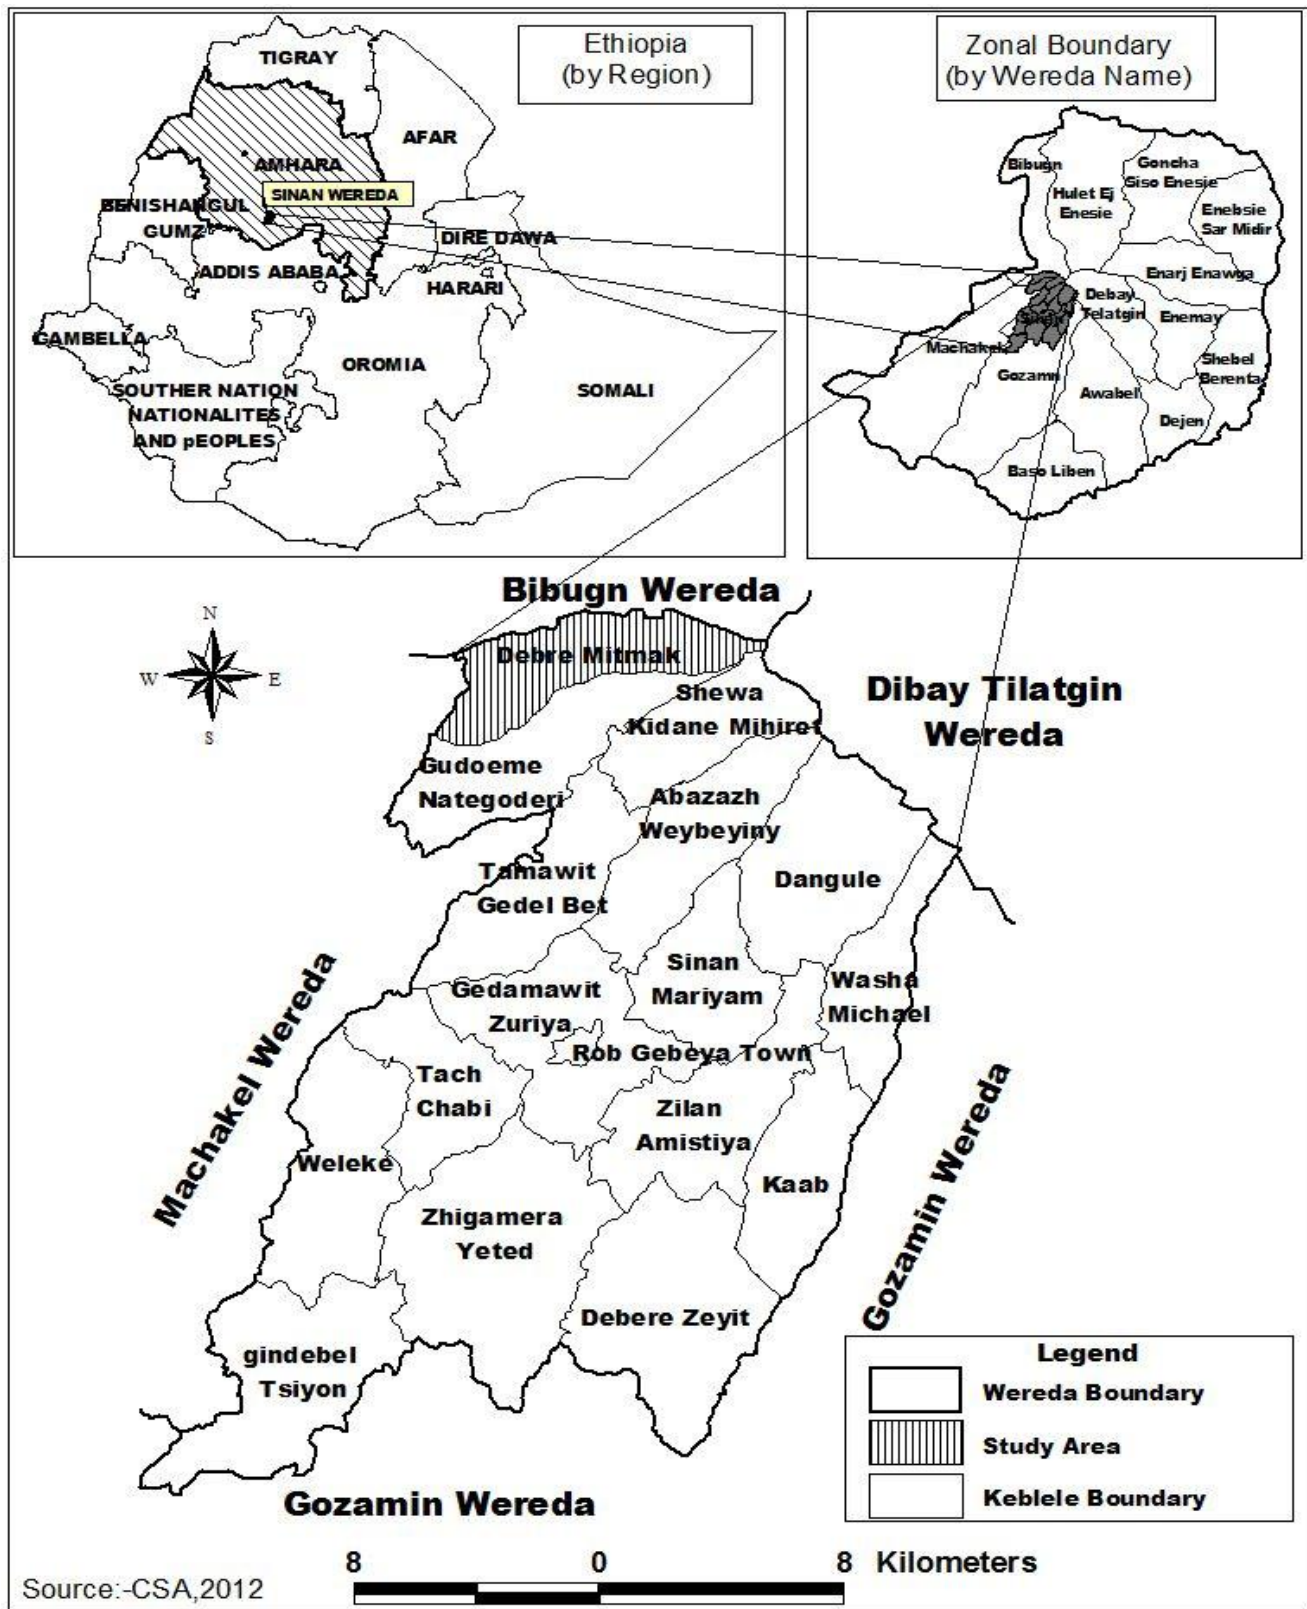 Ethiopia
(by Region)
TIGRAY
AFAR
AMHARA
SINAN WEREDA
BENISHANGUL
GUMZ
DIRE DAWA
ADDIS ABABA
HARARI
GAMBELLA
OROMIA
SOUTHER NATION
NATIONALITES
AND pEOPLES
SOMALI
Zonal Boundary
(by Wereda Name)
Bibugn
Goncha
Siso Enesie
Hulet Ej
Enesie
Enebsie
Sar Midir
Enarj Enawga
Debay
Telatgin
Enemay
Sinan
Machakel
Shebel
Berenta
Gozamn
Awabel
Dejen
Baso Liben
Bibugn Wereda
N
W
E
S
Debre Mitmak
Dibay Tilatgin
Wereda
Shewa
Kidane Mihiret
Gudoeme
Nategoderi
Abazazh
Weybeyiny
Tamawit
Gedel Bet
Dangule
Machakel Wereda
Sinan
Mariyam
Washa
Michael
Gedamawit
Zuriya
Rob Gebeya Town
Tach
Chabi
Zilan
Amistiya
Gozamin Wereda
Weleke
Kaab
Zhigamera
Yeted
Debere Zeyit
gindebel
Tsiyon
Legend
Wereda Boundary
Study Area
Keblele Boundary
Gozamin Wereda
8 0 8 Kilometers
Source:-CSA,2012